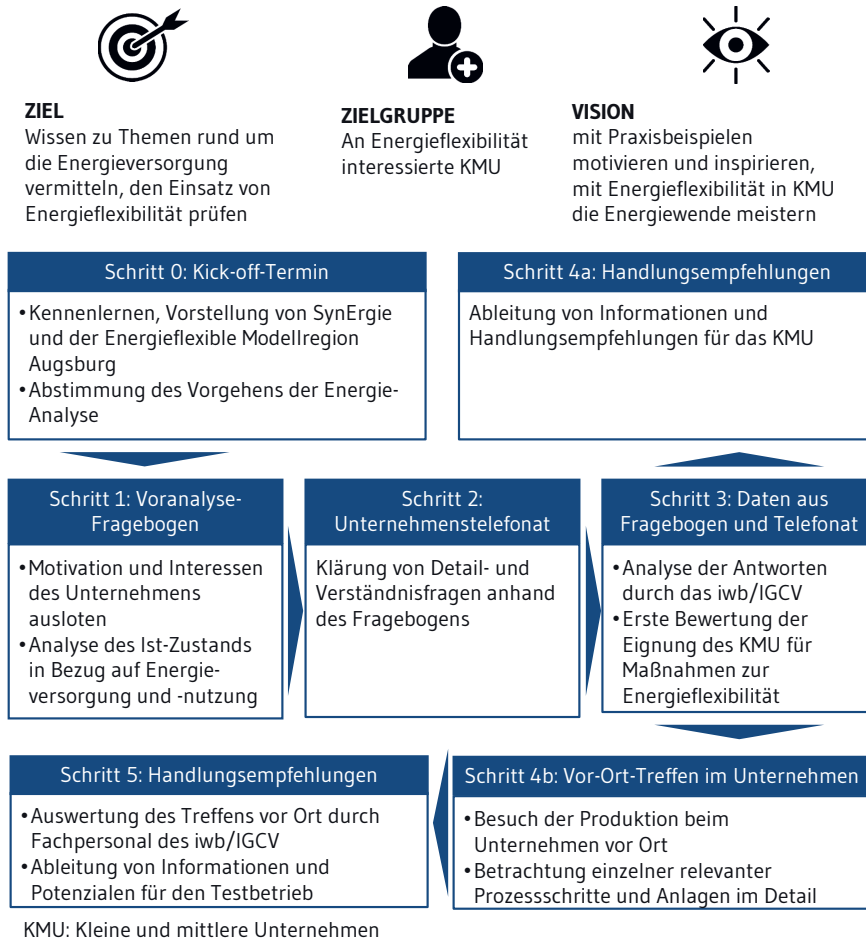 ZIEL
Wissen zu Themen rund um
die Energieversorgung
vermitteln, den Einsatz von
Energieflexibilität prüfen
ZIELGRUPPE
An Energieflexibilität
interessierte KMU
VISION
mit Praxisbeispielen
motivieren und inspirieren,
mit Energieflexibilität in KMU
die Energiewende meistern
Schritt 0: Kick-off-Termin
•Kennenlernen, Vorstellung von SynErgie
und der Energieflexible Modellregion
Augsburg
•Abstimmung des Vorgehens der Energie-
Analyse
Schritt 1: Voranalyse-
Fragebogen
•Motivation und Interessen
des Unternehmens
ausloten
•Analyse des Ist-Zustands
in Bezug auf Energie-
versorgung und -nutzung
Schritt 2:
Unternehmenstelefonat
Klärung von Detail- und
Verständnisfragen anhand
des Fragebogens
Schritt 3: Daten aus
Fragebogen und Telefonat
•Analyse der Antworten
durch das iwb/IGCV
•Erste Bewertung der
Eignung des KMU für
Maßnahmen zur
Energieflexibilität
Schritt 4a: Handlungsempfehlungen
Ableitung von Informationen und
Handlungsempfehlungen für das KMU
Schritt 4b: Vor-Ort-Treffen im Unternehmen
•Besuch der Produktion beim
Unternehmen vor Ort
•Betrachtung einzelner relevanter
Prozessschritte und Anlagen im Detail
Schritt 5: Handlungsempfehlungen
•Auswertung des Treffens vor Ort durch
Fachpersonal des iwb/IGCV
•Ableitung von Informationen und
Potenzialen für den Testbetrieb
KMU: Kleine und mittlere Unternehmen